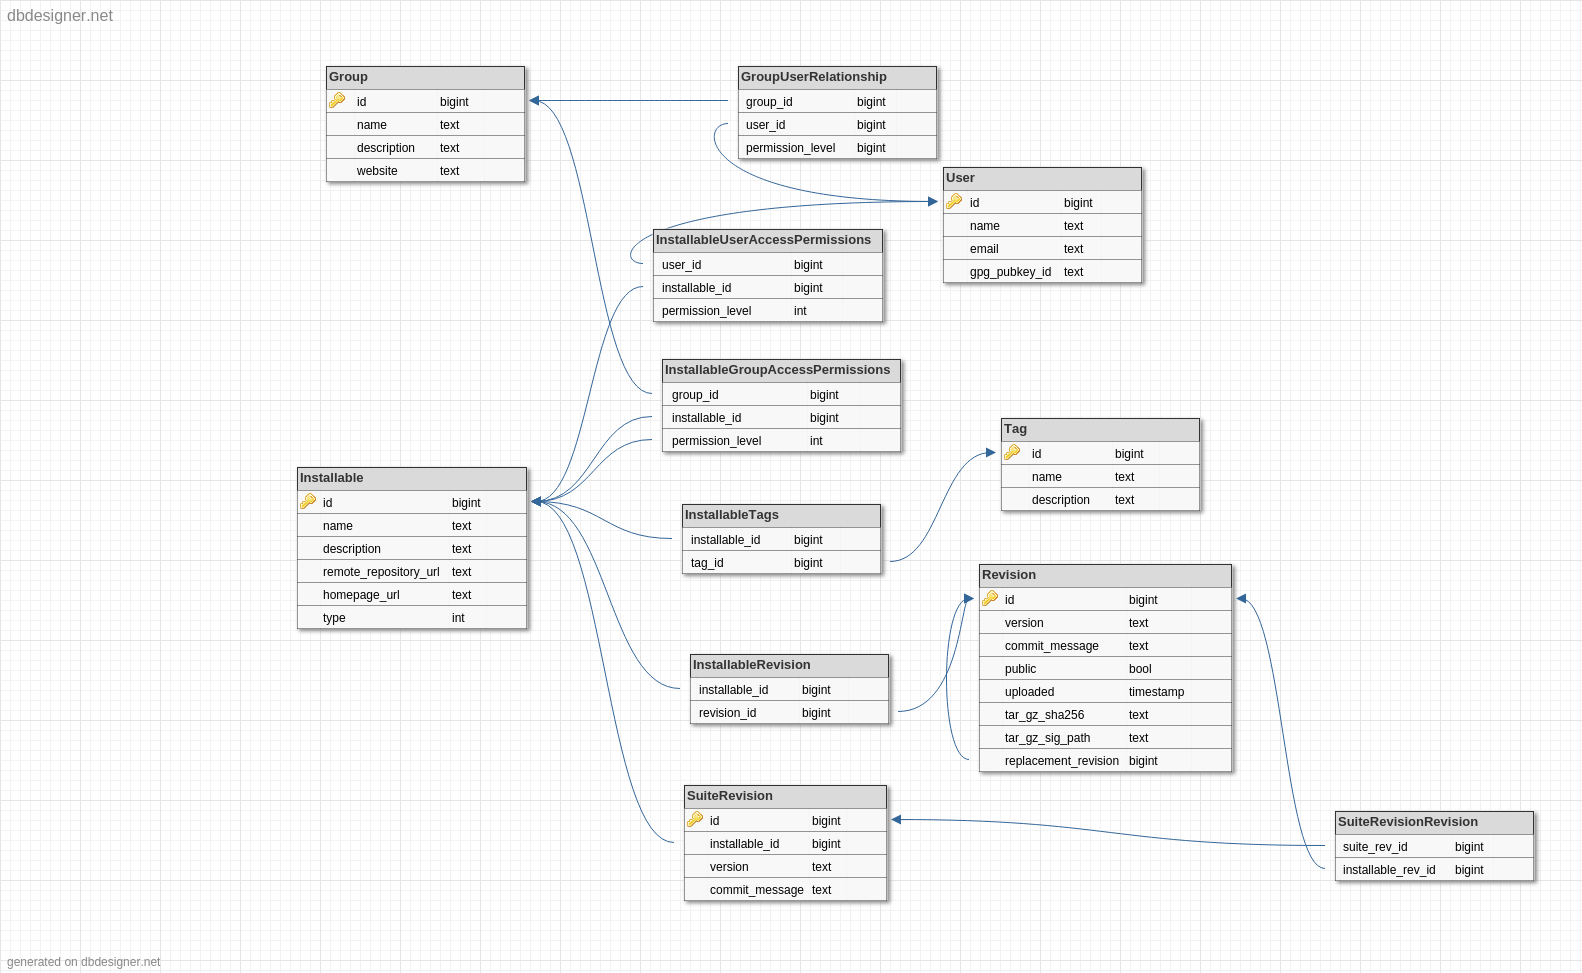 dbdesigner.net
Group
id bigint
name text
description text
website text
GroupUserRelationship
group_id bigint
user_id bigint
permission_level bigint
User
id bigint
name text
email text
gpg_pubkey_id text
InstallableUserAccessPermissions
user_id bigint
installable_id bigint
permission_level int
InstallableGroupAccessPermissions
group_id bigint
installable_id bigint
permission_level int
Tag
id bigint
name text
description text
Installable
id bigint
name text
description text
remote_repository_url text
homepage_url text
type int
InstallableTags
installable_id bigint
tag_id bigint
Revision
id bigint
version text
commit_message text
public bool
uploaded timestamp
tar_gz_sha256 text
tar_gz_sig_path text
replacement_revision bigint
InstallableRevision
installable_id bigint
revision_id bigint
SuiteRevision
id bigint
installable_id bigint
version text
commit_message text
SuiteRevisionRevision
suite_rev_id bigint
installable_rev_id bigint
generated on dbdesigner.net